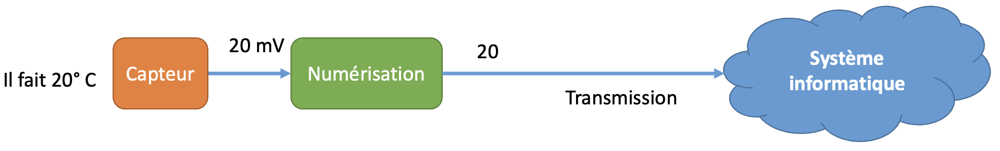 Il fait 20° C
Capteur
20 mV
Numérisation
20
Transmission
Système
informatique